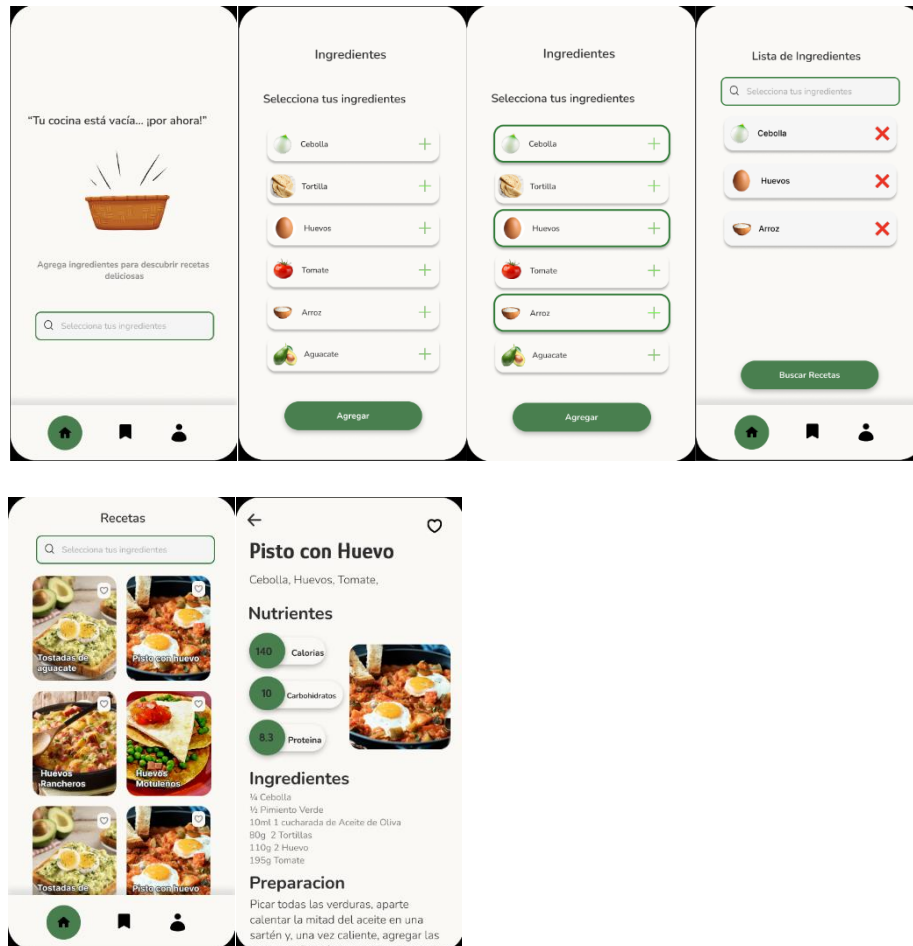 “Tu cocina está vacía... ¡por ahora!”
Agrega ingredientes para descubrir recetas
deliciosas
Selecciona tus ingredientes
Ingredientes
Selecciona tus ingredientes
Cebolla
Tortilla
Huevos
Tomate
Arroz
Aguacate
Agregar
Ingredientes
Selecciona tus ingredientes
Cebolla
Tortilla
Huevos
Tomate
Arroz
Aguacate
Agregar
Lista de Ingredientes
Selecciona tus ingredientes
Cebolla
Huevos
Arroz
Buscar Recetas
Recetas
Selecciona tus ingredientes
Tostadas de
aguacate
Pisto con huevo
Huevos
Rancheros
Huevos
Motuleños
Tostadas de
Pisto con huevo
Pisto con Huevo
Cebolla, Huevos, Tomate,
Nutrientes
140 Calorias
10 Carbohidratos
8.3 Proteina
Ingredientes
¼ Cebolla
½ Pimiento Verde
10ml 1 cucharada de Aceite de Oliva
80g 2 Tortillas
110g 2 Huevo
195g Tomate
Preparacion
Picar todas las verduras, aparte
calentar la mitad del aceite en una
sartén y, una vez caliente, agregar las